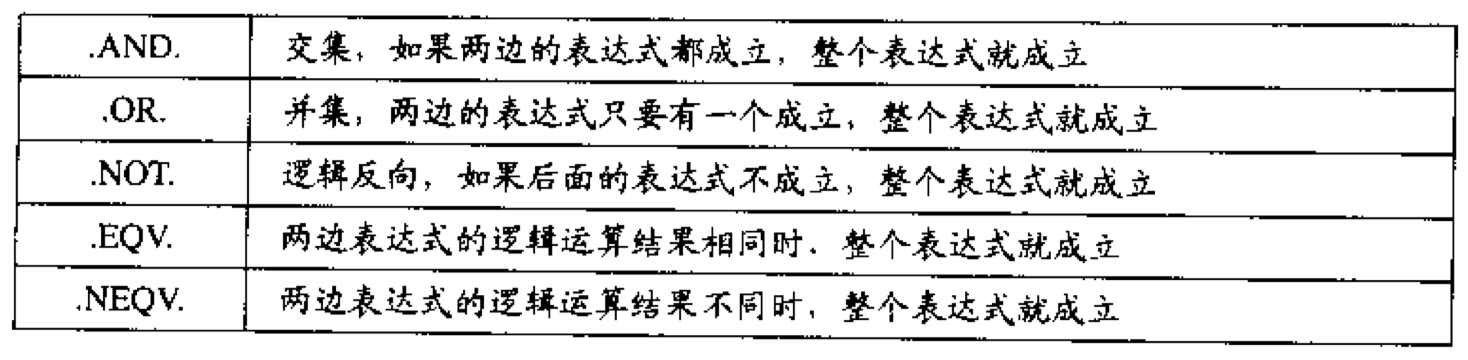 .AND. 交集，如果两边的表达式都成立，整个表达式就成立
.OR. 并集，两边的表达式只要有一个成立，整个表达式就成立
.NOT. 逻辑反向，如果后面的表达式不成立，整个表达式就成立
.EQV. 两边表达式的逻辑运算结果相同时，整个表达式就成立
.NEQV. 两边表达式的逻辑运算结果不同时，整个表达式就成立